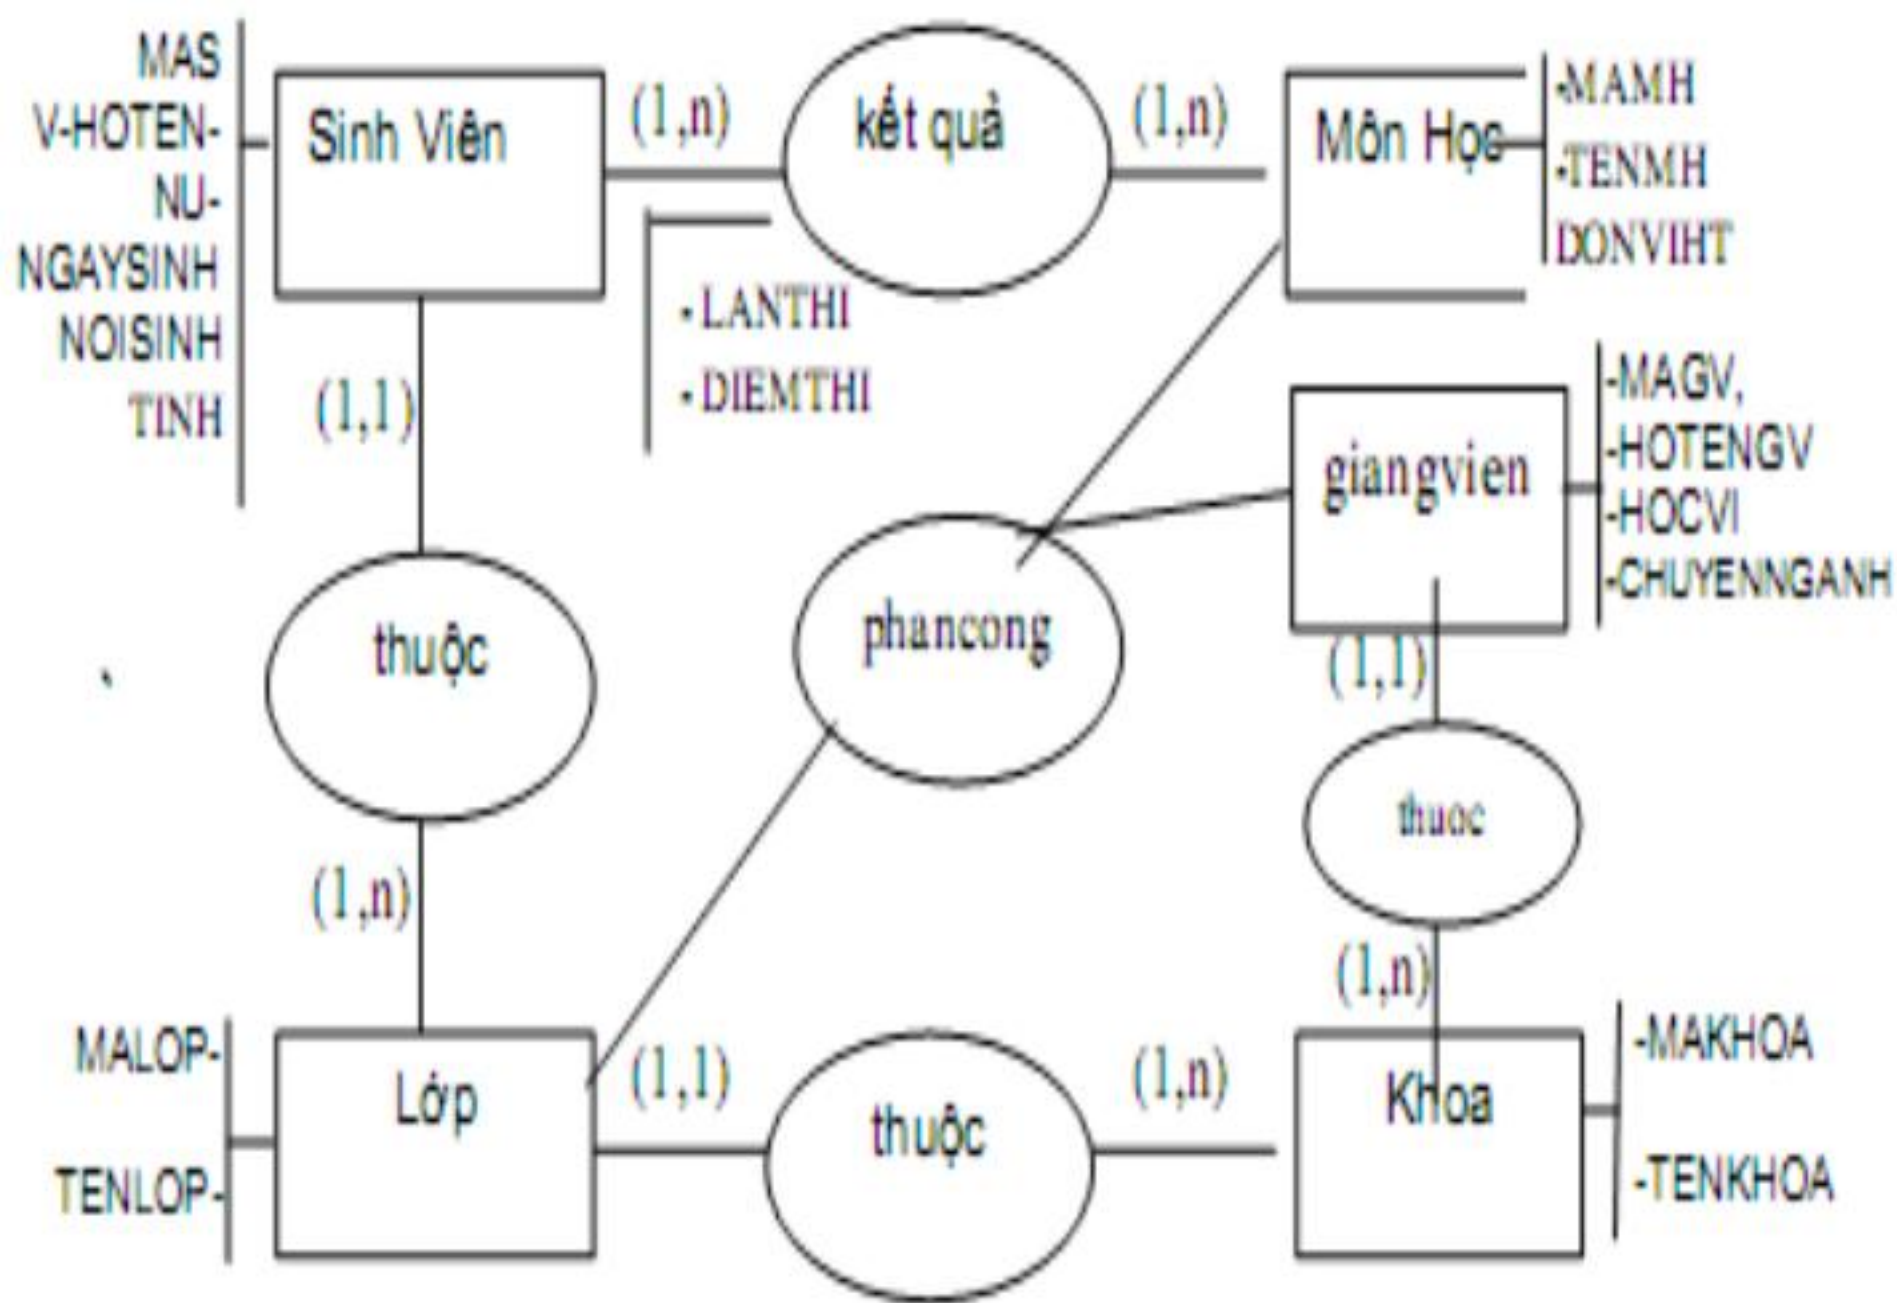 MAS
V-HOTEN-
NU-
NGAYSINH
NOISINH
TINH
Sinh Viên
(1,n)
kết quả
(1,n)
Môn Học
-MAMH
-TENMH
DONVIHT
- LANTHI
- DIEMTHI
(1,1)
giangvien
-MAGV,
-HOTENGV
-HOCVI
-CHUYENNGANH
thuộc
phancong
(1,1)
thuoc
(1,n)
(1,n)
MALOP-
TENLOP-
Lớp
(1,1)
thuộc
(1,n)
Khoa
-MAKHOA
-TENKHOA